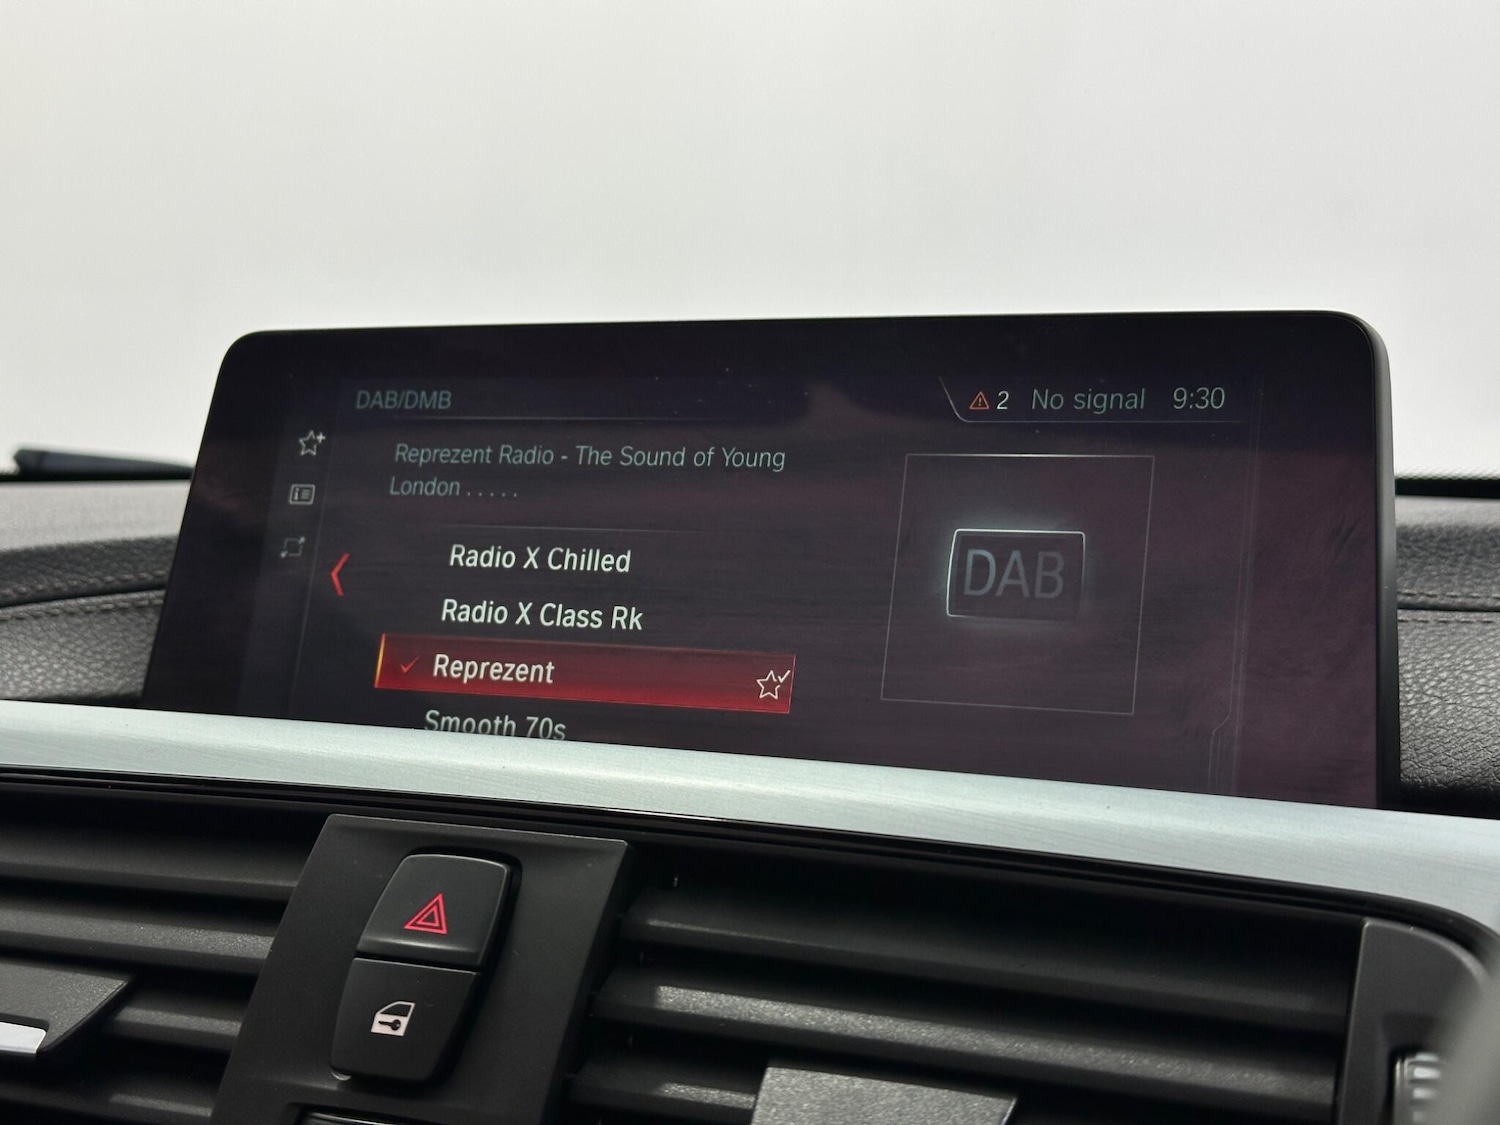 DAB/DMB
2 No signal 9:30
Reprezent Radio - The Sound of Young
London . . . . .
Radio X Chilled
Radio X Class Rk
Reprezent
Smooth 70s
DAB